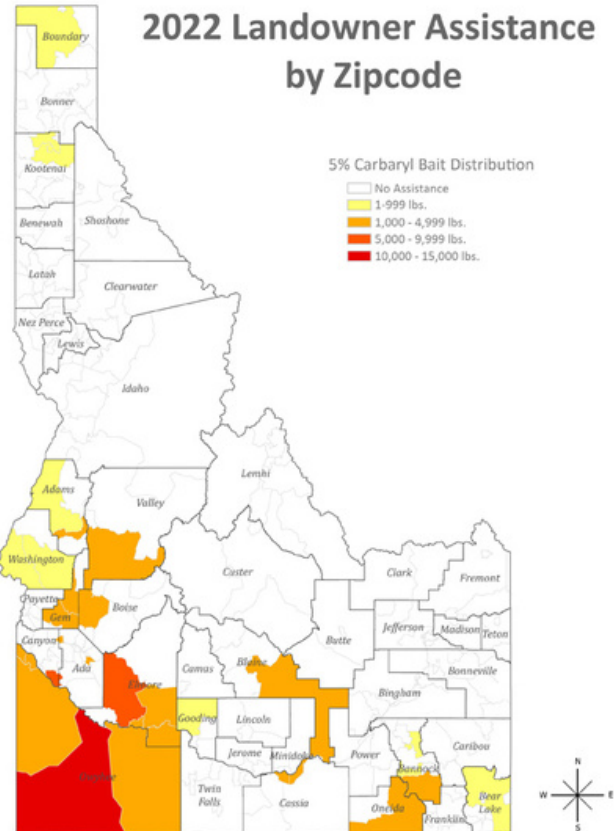 2022 Landowner Assistance
by Zipcode
5% Carbaryl Bait Distribution
No Assistance
1-999 lbs.
1,000 - 4,999 lbs.
5,000 - 9,999 lbs.
10,000 - 15,000 lbs.
Boundary
Bonner
Kootenai
Benewah
Shoshone
Latah
Clearwater
Nez Perce
Lewis
Idaho
Lemhi
Adams
Valley
Washington
Custer
Clark
Fremont
Payette
Gem
Boise
Butte
Jefferson
Madison
Teton
Canyon
Ada
Camas
Blaine
Bonneville
Elmore
Bingham
Gooding
Lincoln
Caribou
Jerome
Minidoka
Power
Bannock
Owyhee
Twin
Falls
Cassia
Oneida
Franklin
Bear
Lake
N
W
E
S